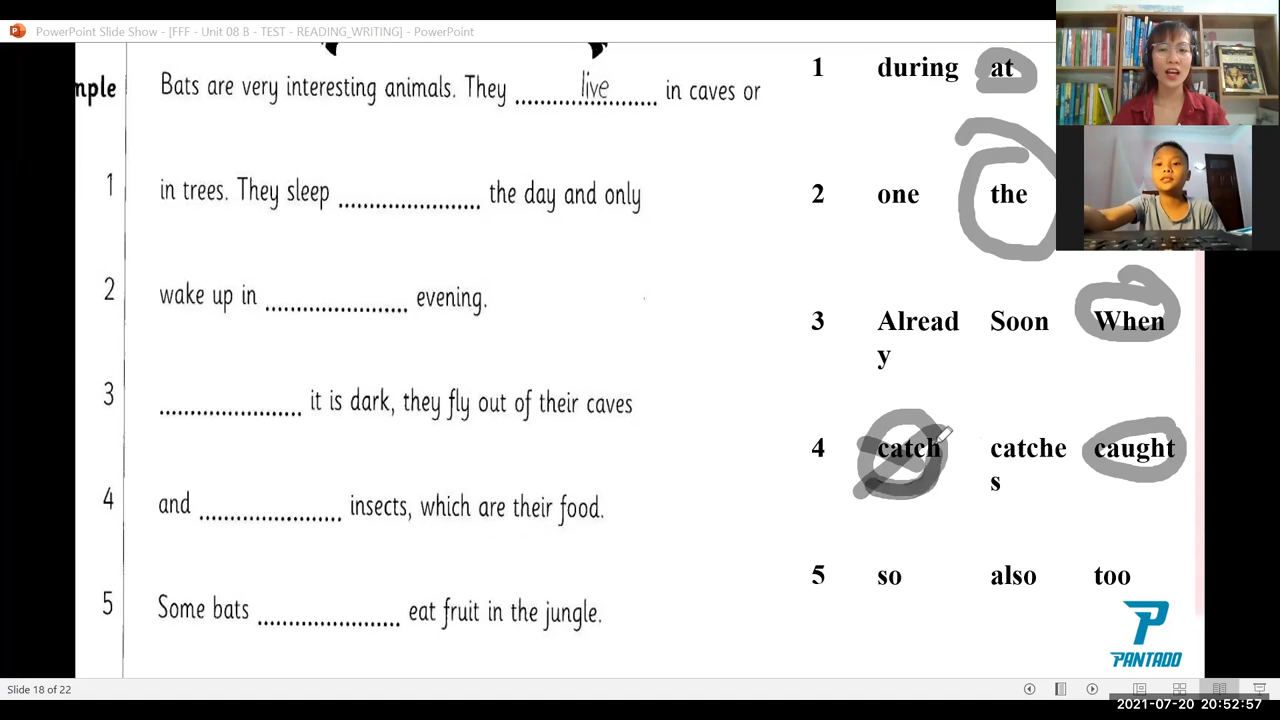 PowerPoint Slide Show - [FFF - Unit 08 B - TEST - READING_WRITING] - PowerPoint
mple Bats are very interesting animals. They live in caves or
1 in trees. They sleep ........................ the day and only
2 wake up in ........................ evening.
3 ........................ it is dark, they fly out of their caves
4 and ........................ insects, which are their food.
5 Some bats ........................ eat fruit in the jungle.
1 during at
2 one the
3 Alread Soon When
y
4 catch catche caught
s
5 so also too
PANTADO
Slide 18 of 22
2021-07-20 20:52:57